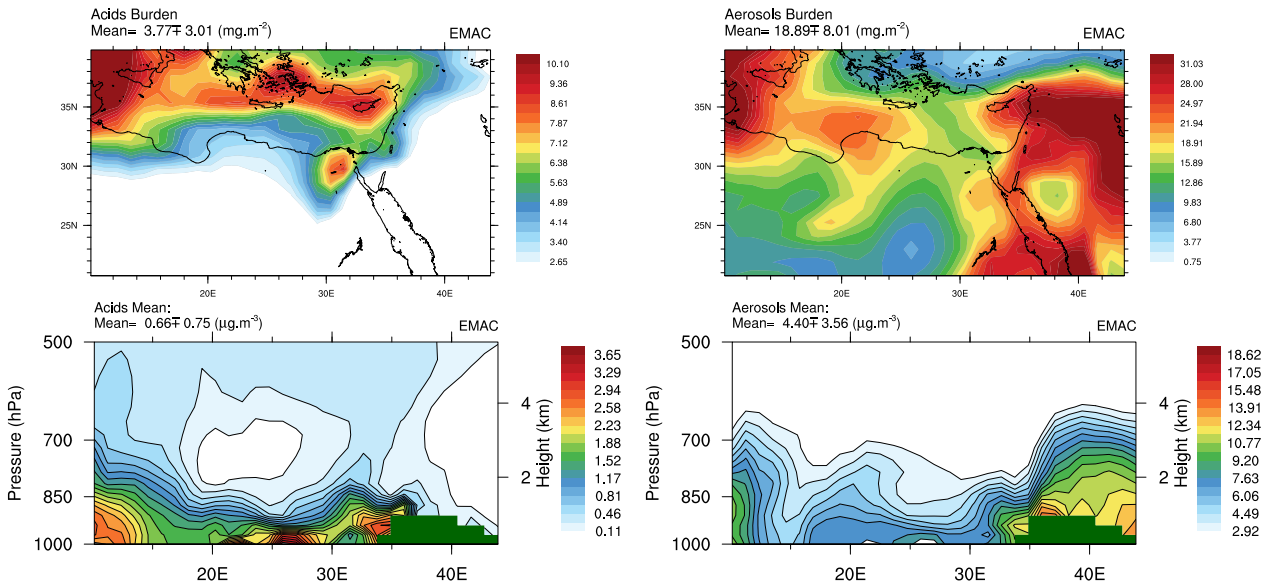 Acids Burden
Mean= 3.77∓ 3.01 (mg.m-2)
EMAC
35N
30N
25N
20E
30E
40E
10.10
9.36
8.61
7.87
7.12
6.38
5.63
4.89
4.14
3.40
2.65
Aerosols Burden
Mean= 18.89∓ 8.01 (mg.m-2)
EMAC
35N
30N
25N
20E
30E
40E
31.03
28.00
24.97
21.94
18.91
15.89
12.86
9.83
6.80
3.77
0.75
Acids Mean:
Mean= 0.66∓ 0.75 (µg.m-3)
EMAC
Pressure (hPa)
500
700
850
1000
20E
30E
40E
4
2
Height (km)
3.65
3.29
2.94
2.58
2.23
1.88
1.52
1.17
0.81
0.46
0.11
Aerosols Mean:
Mean= 4.40∓ 3.56 (µg.m-3)
EMAC
Pressure (hPa)
500
700
850
1000
20E
30E
40E
4
2
Height (km)
18.62
17.05
15.48
13.91
12.34
10.77
9.20
7.63
6.06
4.49
2.92